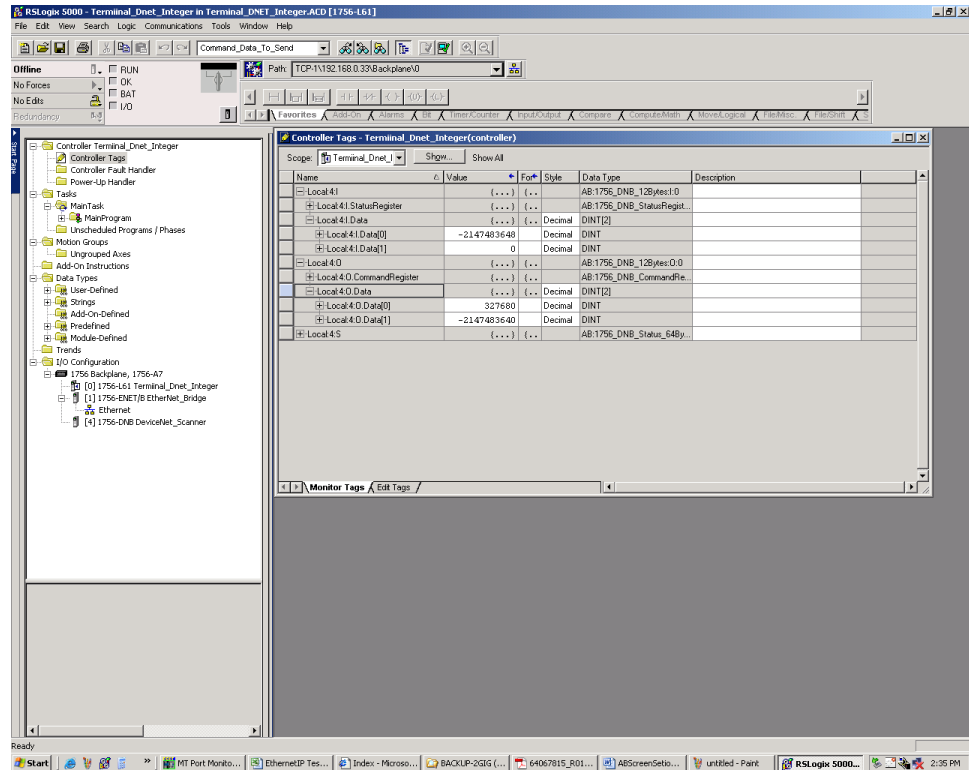 RSLogix 5000 - Termiinal_Dnet_Integer in Terminal_DNET_Integer.ACD [1756-L61]
File Edit View Search Logic Communications Tools Window Help
Command_Data_To_Send
Offline
RUN
No Forces
OK
No Edits
BAT
I/O
Redundancy
Path: TCP-1\192.168.0.33\Backplane\0
Favorites Add-On Alarms Bit Timer/Counter Input/Output Compare Compute/Math Move/Logical File/Misc. File/Shift S
Start Page
Controller Termiinal_Dnet_Integer
Controller Tags
Controller Fault Handler
Power-Up Handler
Tasks
MainTask
MainProgram
Unscheduled Programs / Phases
Motion Groups
Ungrouped Axes
Add-On Instructions
Data Types
User-Defined
Strings
Add-On-Defined
Predefined
Module-Defined
Trends
I/O Configuration
1756 Backplane, 1756-A7
[0] 1756-L61 Termiinal_Dnet_Integer
[1] 1756-ENET/B EtherNet_Bridge
Ethernet
[4] 1756-DNB DeviceNet_Scanner
Controller Tags - Termiinal_Dnet_Integer(controller)
Scope: Termiinal_Dnet_I Show... Show All
Name Value For Style Data Type Description
Local:4:I {...} {.. AB:1756_DNB_12Bytes:I:0
Local:4:I.StatusRegister {...} {.. AB:1756_DNB_StatusRegist...
Local:4:I.Data {...} {.. Decimal DINT[2]
Local:4:I.Data[0] -2147483648 Decimal DINT
Local:4:I.Data[1] 0 Decimal DINT
Local:4:O {...} {.. AB:1756_DNB_12Bytes:O:0
Local:4:O.CommandRegister {...} {.. AB:1756_DNB_CommandRe...
Local:4:O.Data {...} {.. Decimal DINT[2]
Local:4:O.Data[0] 327680 Decimal DINT
Local:4:O.Data[1] -2147483640 Decimal DINT
Local:4:S {...} {.. AB:1756_DNB_Status_64By...
Monitor Tags Edit Tags
Ready
Start » MT Port Monito... EthernetIP Tes... Index - Microso... BACKUP-2GIG (... 64067815_R01... ABScreenSetio... untitled - Paint RSLogix 5000... 2:35 PM